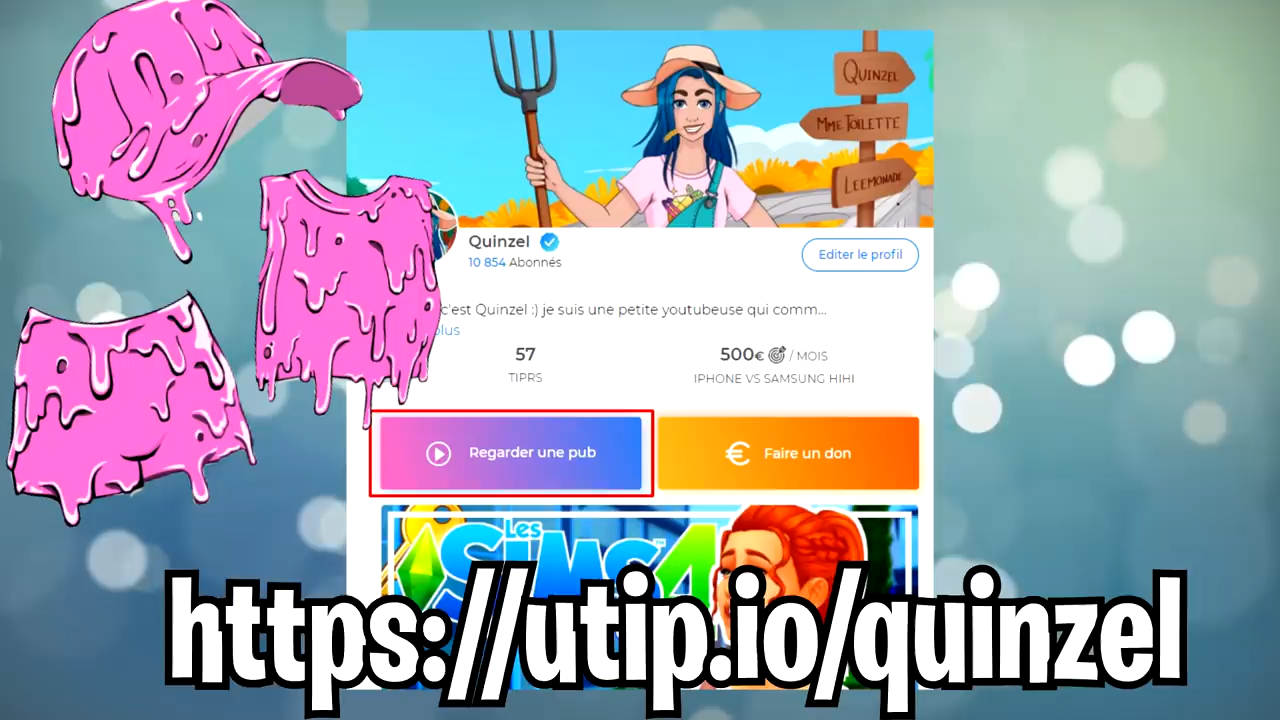 QUINZEL
MME TOILETTE
LEEMONADE
Quinzel
10 854 Abonnés
Editer le profil
c'est Quinzel :) je suis une petite youtubeuse qui comm...
plus
57
500€ / MOIS
TIPRS
IPHONE VS SAMSUNG HIHI
Regarder une pub
€ Faire un don
Les
SiMS 4
https://utip.io/quinzel